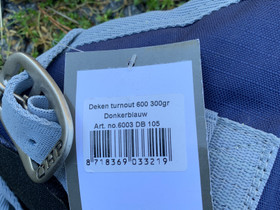 Deken turnout 600 300gr
Donkerblauw
Art. no.6003 DB 105
8 718369 033219